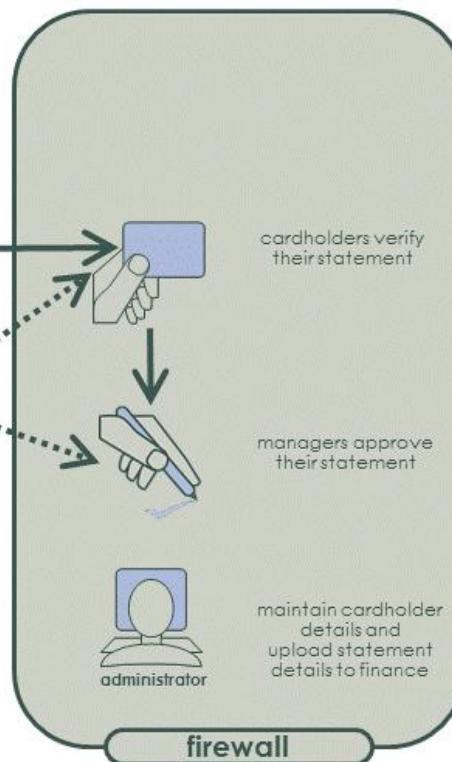 cardholders verify
their statement
managers approve
their statement
maintain cardholder
details and
upload statement
details to finance
administrator
firewall